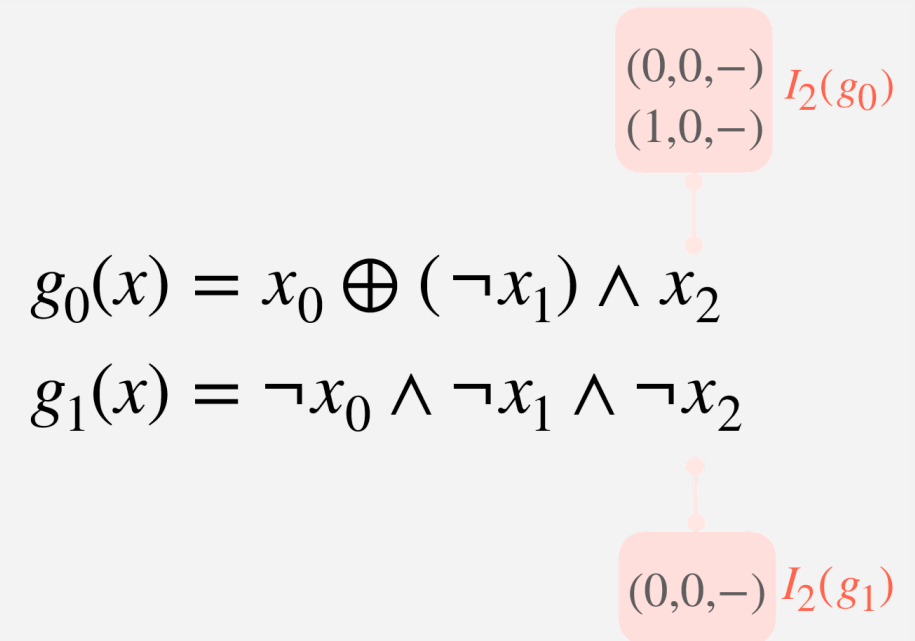 (0,0,−)
(1,0,−)
I₂(g₀)
g₀(x) = x₀ ⊕ (¬x₁) ∧ x₂
g₁(x) = ¬x₀ ∧ ¬x₁ ∧ ¬x₂
(0,0,−) I₂(g₁)